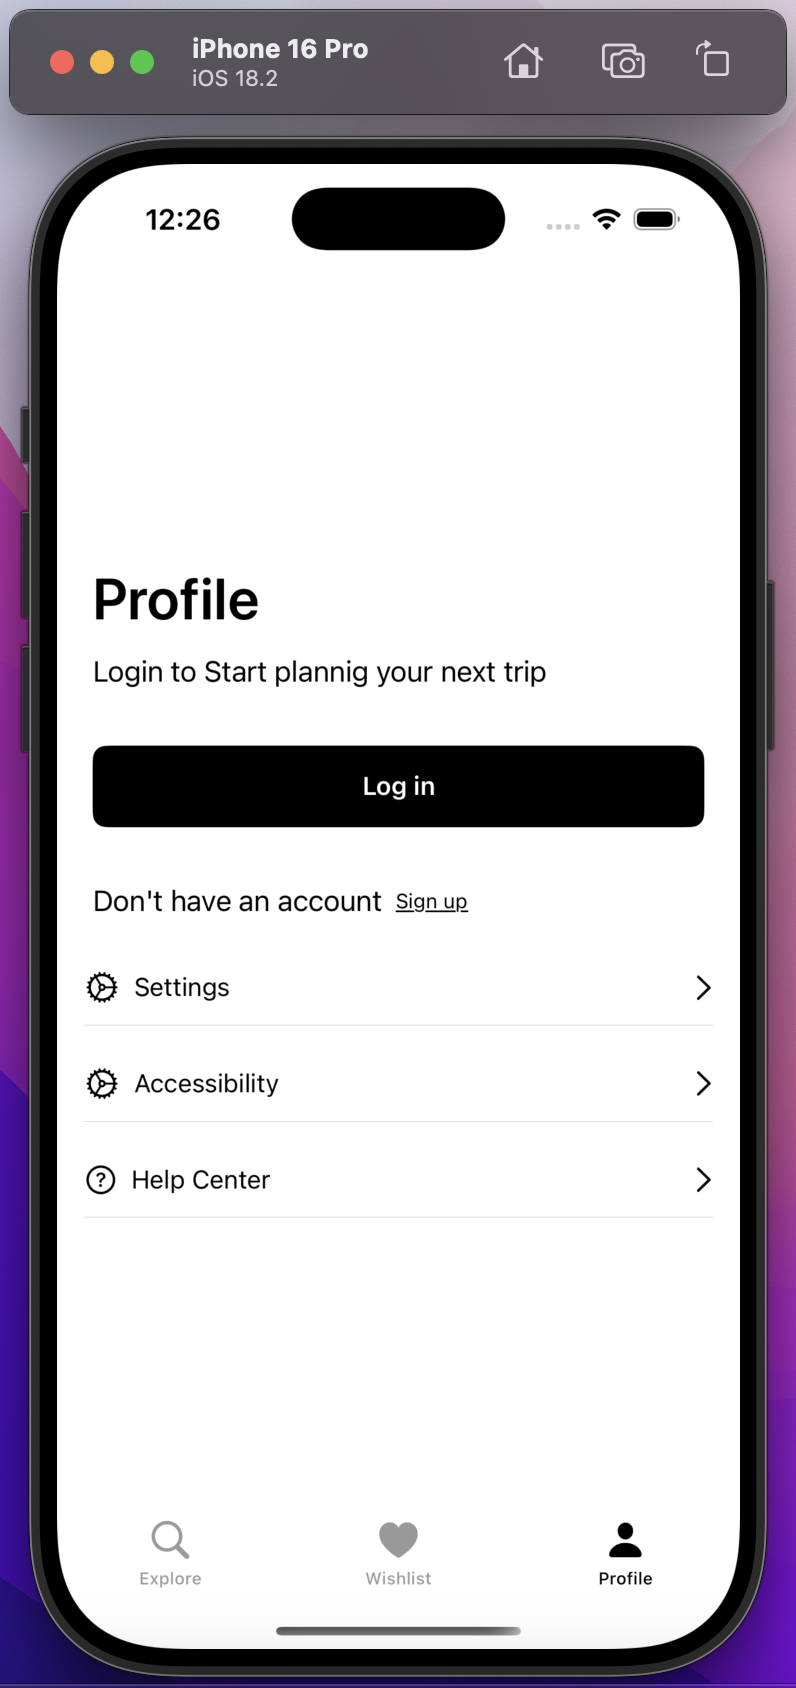 iPhone 16 Pro
iOS 18.2
12:26
Profile
Login to Start plannig your next trip
Log in
Don't have an account Sign up
Settings
Accessibility
Help Center
Explore Wishlist Profile